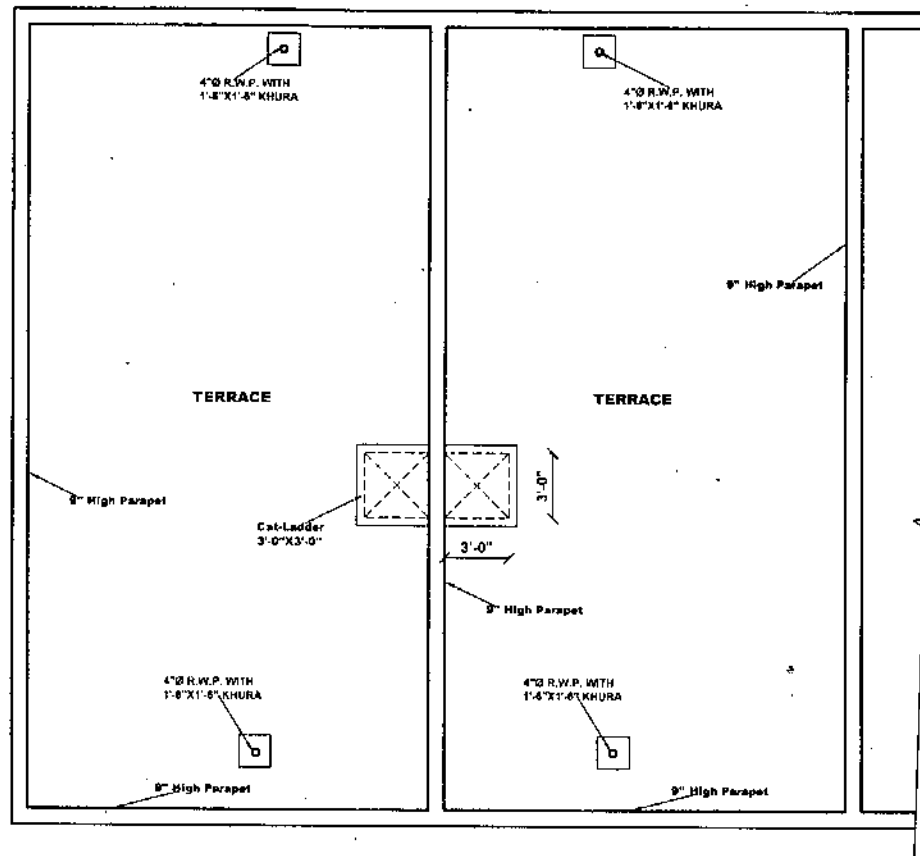 4"Ø R.W.P. WITH
1'-6"X1'-6" KHURA
4"Ø R.W.P. WITH
1'-6"X1'-6" KHURA
9" High Parapet
TERRACE
TERRACE
9" High Parapet
3'-0"
Cat-Ladder
3'-0"X3'-0"
3'-0"
9" High Parapet
4"Ø R.W.P. WITH
1'-6"X1'-6" KHURA
4"Ø R.W.P. WITH
1'-6"X1'-6" KHURA
9" High Parapet
9" High Parapet